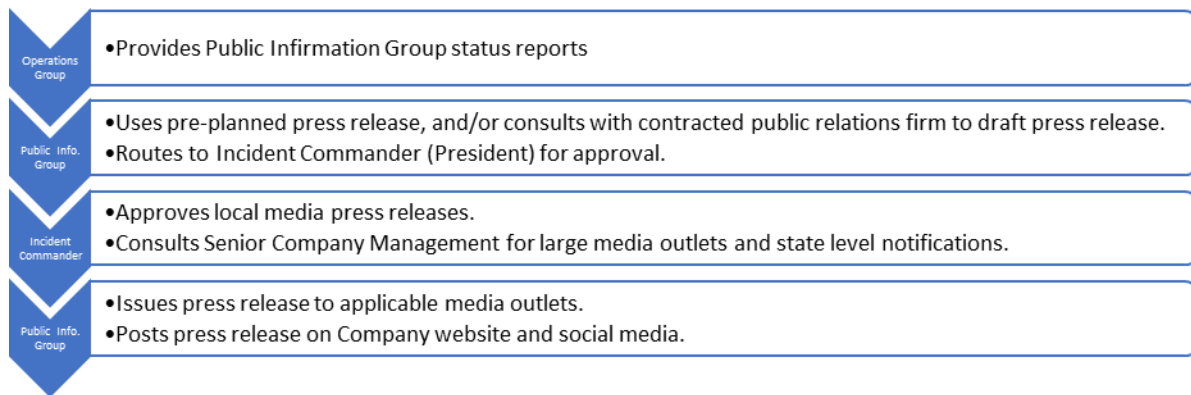 Operations
Group
•Provides Public Infirmation Group status reports
Public Info.
Group
•Uses pre-planned press release, and/or consults with contracted public relations firm to draft press release.
•Routes to Incident Commander (President) for approval.
Incident
Commander
•Approves local media press releases.
•Consults Senior Company Management for large media outlets and state level notifications.
Public Info.
Group
•Issues press release to applicable media outlets.
•Posts press release on Company website and social media.